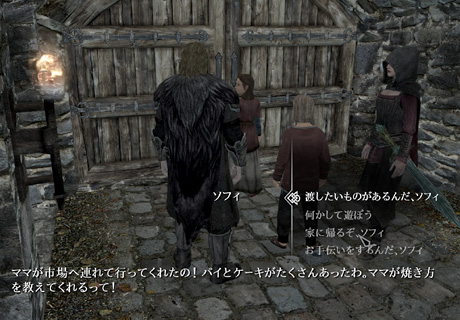 ソフィ
渡したいものがあるんだ、ソフィ
何かして遊ぼう
家に帰るぞ、ソフィ
お手伝いをするんだ、ソフィ
ママが市場へ連れて行ってくれたの！パイとケーキがたくさんあったわ。ママが焼き方
を教えてくれるって！